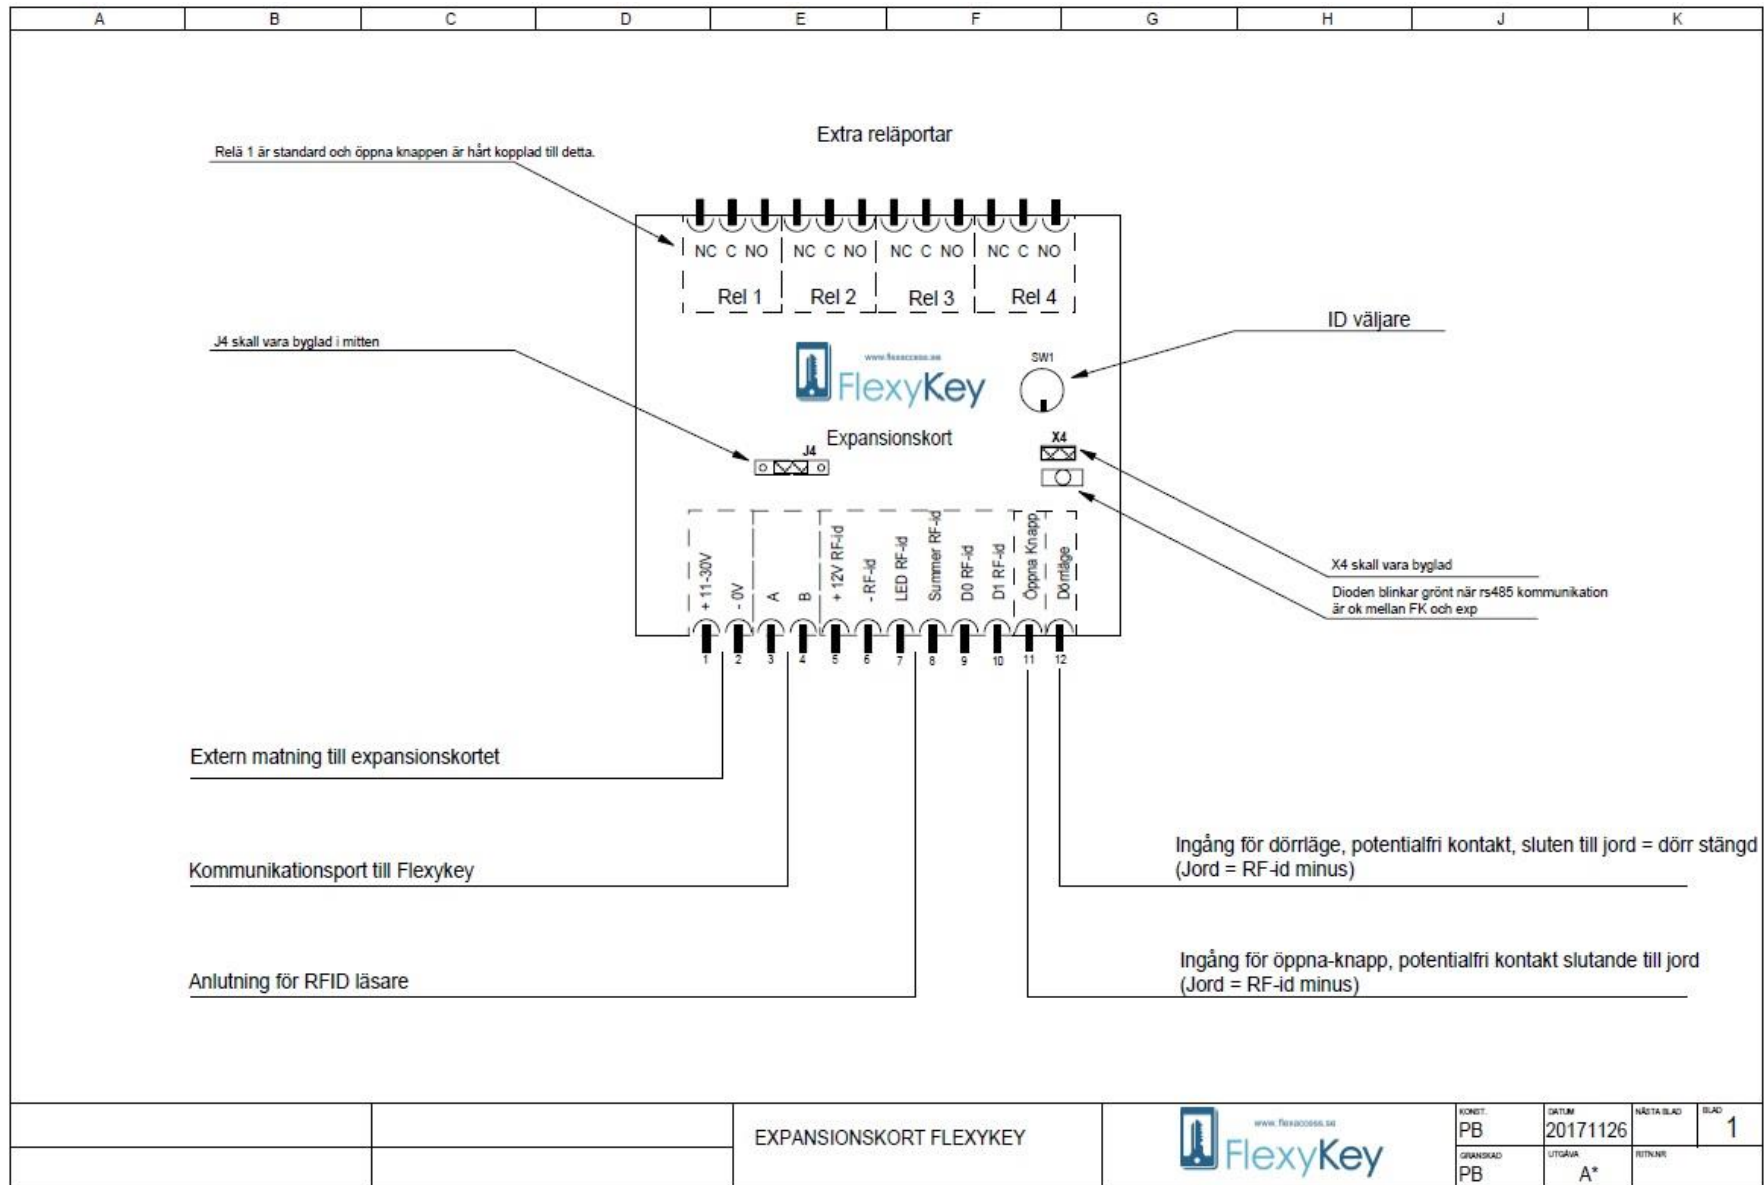 A B C D E F G H J K
Extra reläportar
Relä 1 är standard och öppna knappen är hårt kopplad till detta.
NC C NO NC C NO NC C NO NC C NO
Rel 1 Rel 2 Rel 3 Rel 4
ID väljare
J4 skall vara byglad i mitten
www.flexaccess.se
SW1
FlexyKey
Expansionskort
J4
X4
+ 11-30V
- 0V
A
B
+ 12V RF-id
- RF-id
LED RF-id
Summer RF-id
D0 RF-id
D1 RF-id
Öppna Knapp
Dörrläge
X4 skall vara byglad
Dioden blinkar grönt när rs485 kommunikation
är ok mellan FK och exp
1 2 3 4 5 6 7 8 9 10 11 12
Extern matning till expansionskortet
Kommunikationsport till Flexykey
Ingång för dörrläge, potentialfri kontakt, sluten till jord = dörr stängd
(Jord = RF-id minus)
Anlutning för RFID läsare
Ingång för öppna-knapp, potentialfri kontakt slutande till jord
(Jord = RF-id minus)
EXPANSIONSKORT FLEXYKEY
www.flexaccess.se
FlexyKey
KONST. DATUM NÄSTA BLAD BLAD
PB 20171126 1
GRANSKAD UTGÅVA RITN.NR
PB A*